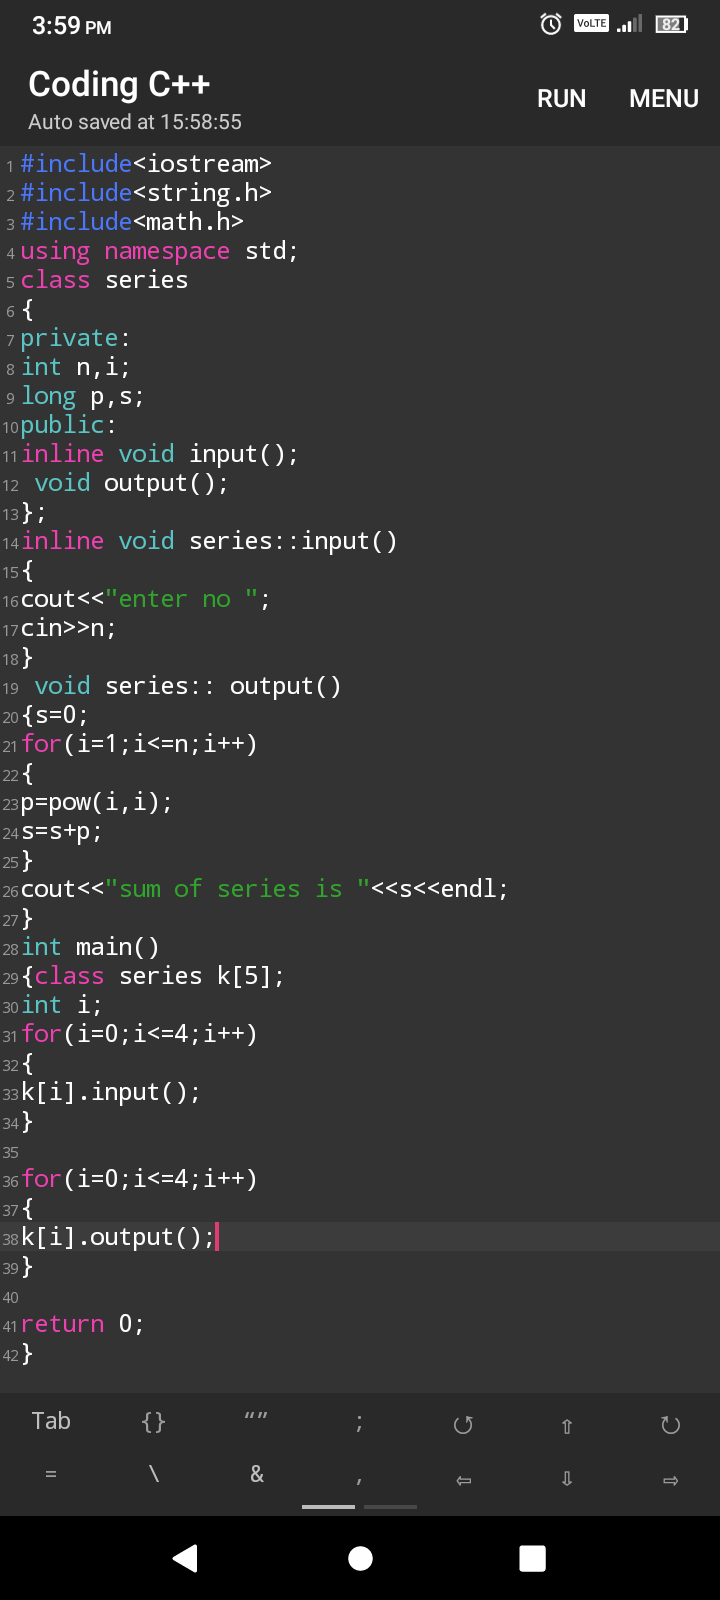 3:59 PM VoLTE 82
Coding C++
RUN MENU
Auto saved at 15:58:55
1 #include<iostream>
2 #include<string.h>
3 #include<math.h>
4 using namespace std;
5 class series
6 {
7 private:
8 int n,i;
9 long p,s;
10 public:
11 inline void input();
12  void output();
13 };
14 inline void series::input()
15 {
16 cout<<"enter no ";
17 cin>>n;
18 }
19  void series:: output()
20 {s=0;
21 for(i=1;i<=n;i++)
22 {
23 p=pow(i,i);
24 s=s+p;
25 }
26 cout<<"sum of series is "<<s<<endl;
27 }
28 int main()
29 {class series k[5];
30 int i;
31 for(i=0;i<=4;i++)
32 {
33 k[i].input();
34 }
35
36 for(i=0;i<=4;i++)
37 {
38 k[i].output();
39 }
40
41 return 0;
42 }
Tab {} “” ; ⭯ ⇧ ⭮
= \ & , ⇦ ⇩ ⇨